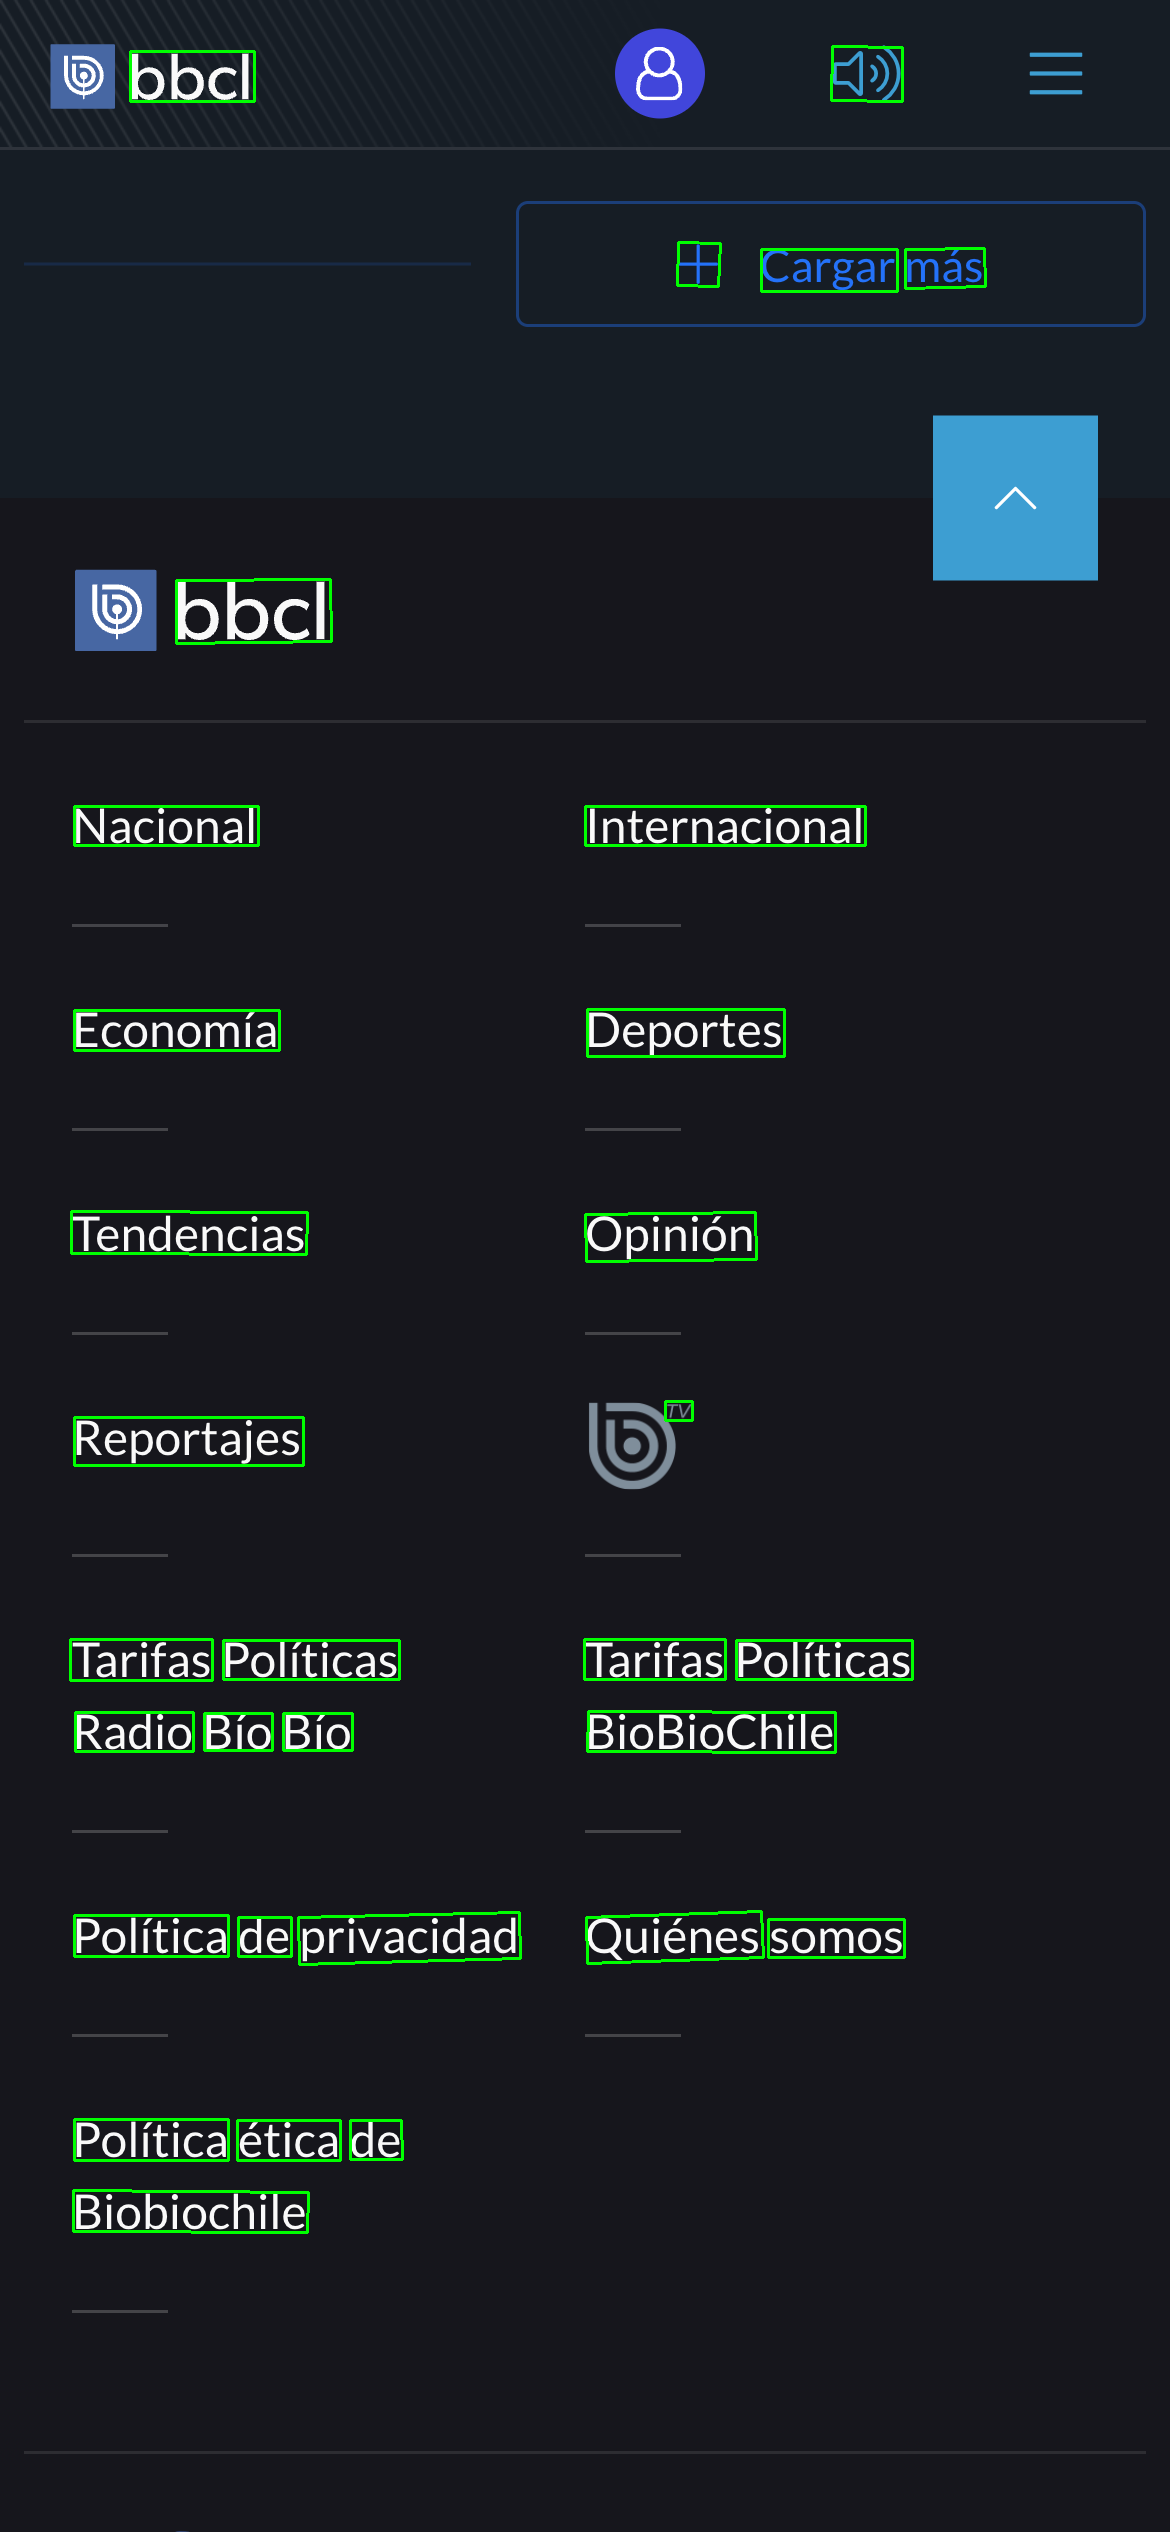 bbcl
Cargar más
bbcl
Nacional
Internacional
Economía
Deportes
Tendencias
Opinión
Reportajes
TV
Tarifas Políticas
Radio Bío Bío
Tarifas Políticas
BioBioChile
Política de privacidad
Quiénes somos
Política ética de
Biobiochile